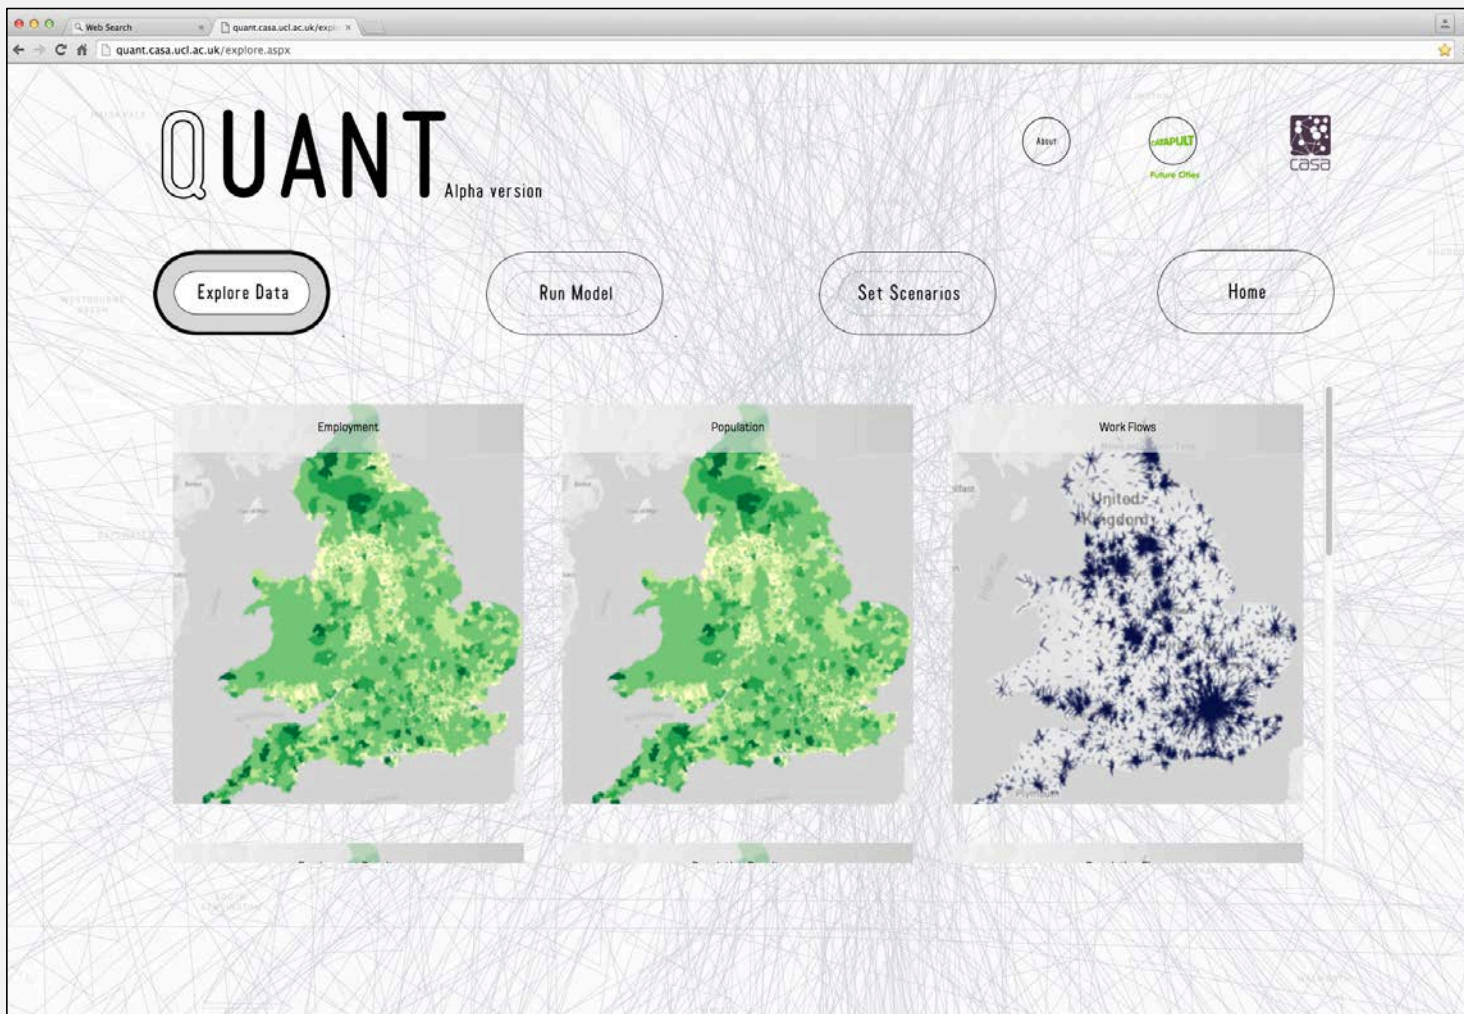 Web Search
quant.casa.ucl.ac.uk/expl
quant.casa.ucl.ac.uk/explore.aspx
QUANT
Alpha version
About
CATAPULT
Future Cities
casa
Explore Data
Run Model
Set Scenarios
Home
Employment
Population
Work Flows
United
Kingdom